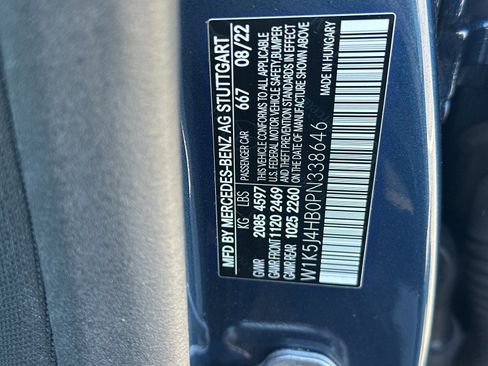 MFD BY MERCEDES-BENZ AG STUTTGART
PASSENGER CAR 667 08/22
KG LBS THIS VEHICLE CONFORMS TO ALL APPLICABLE
GVWR 2085 4597 U.S. FEDERAL MOTOR VEHICLE SAFETY, BUMPER
GAWR FRONT 1120 2469 AND THEFT PREVENTION STANDARDS IN EFFECT
GAWR REAR 1025 2260 ON THE DATE OF MANUFACTURE SHOWN ABOVE
W1K5J4HB0PN338646 MADE IN HUNGARY